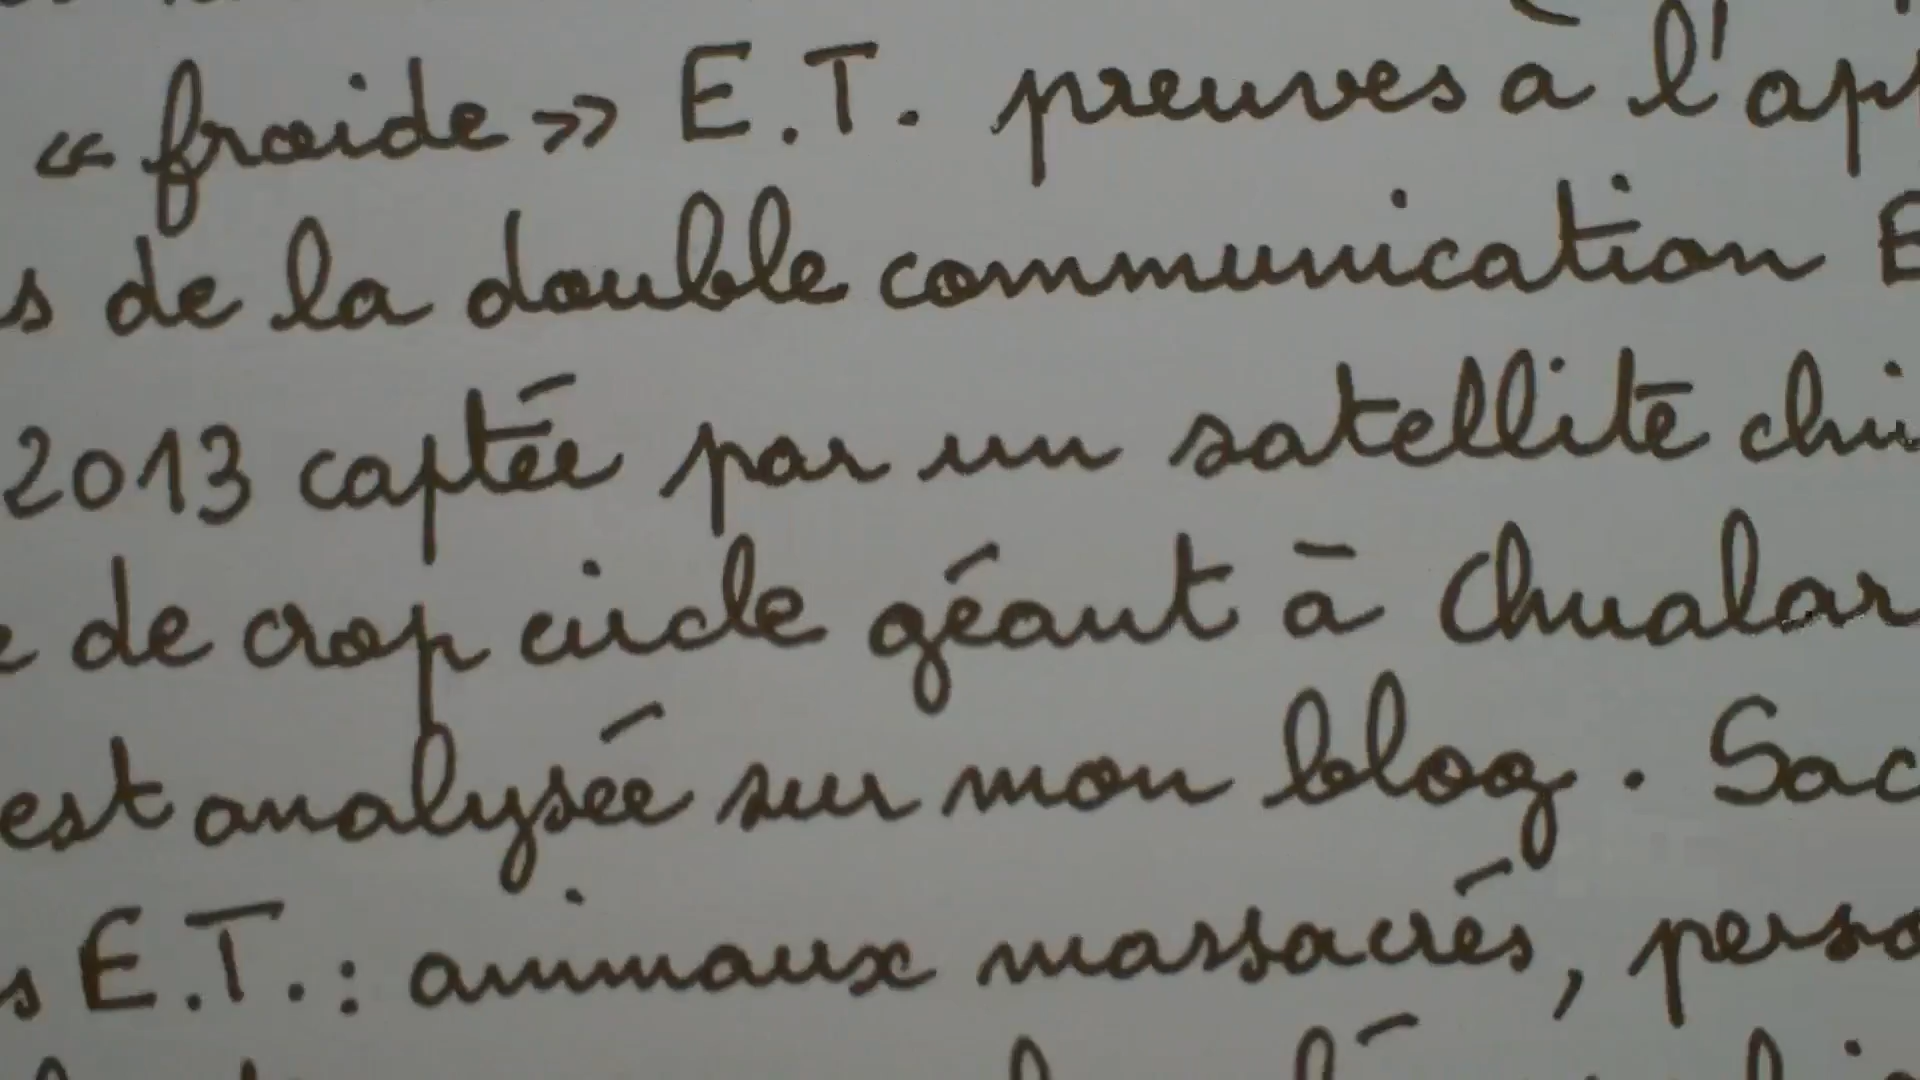 « froide » E.T. preuves à l'ap
s de la double communication E
2013 captée par un satellite chi
de crop circle géant à Chualar
est analysée sur mon blog. Sac
s E.T.: animaux massacrés, perso